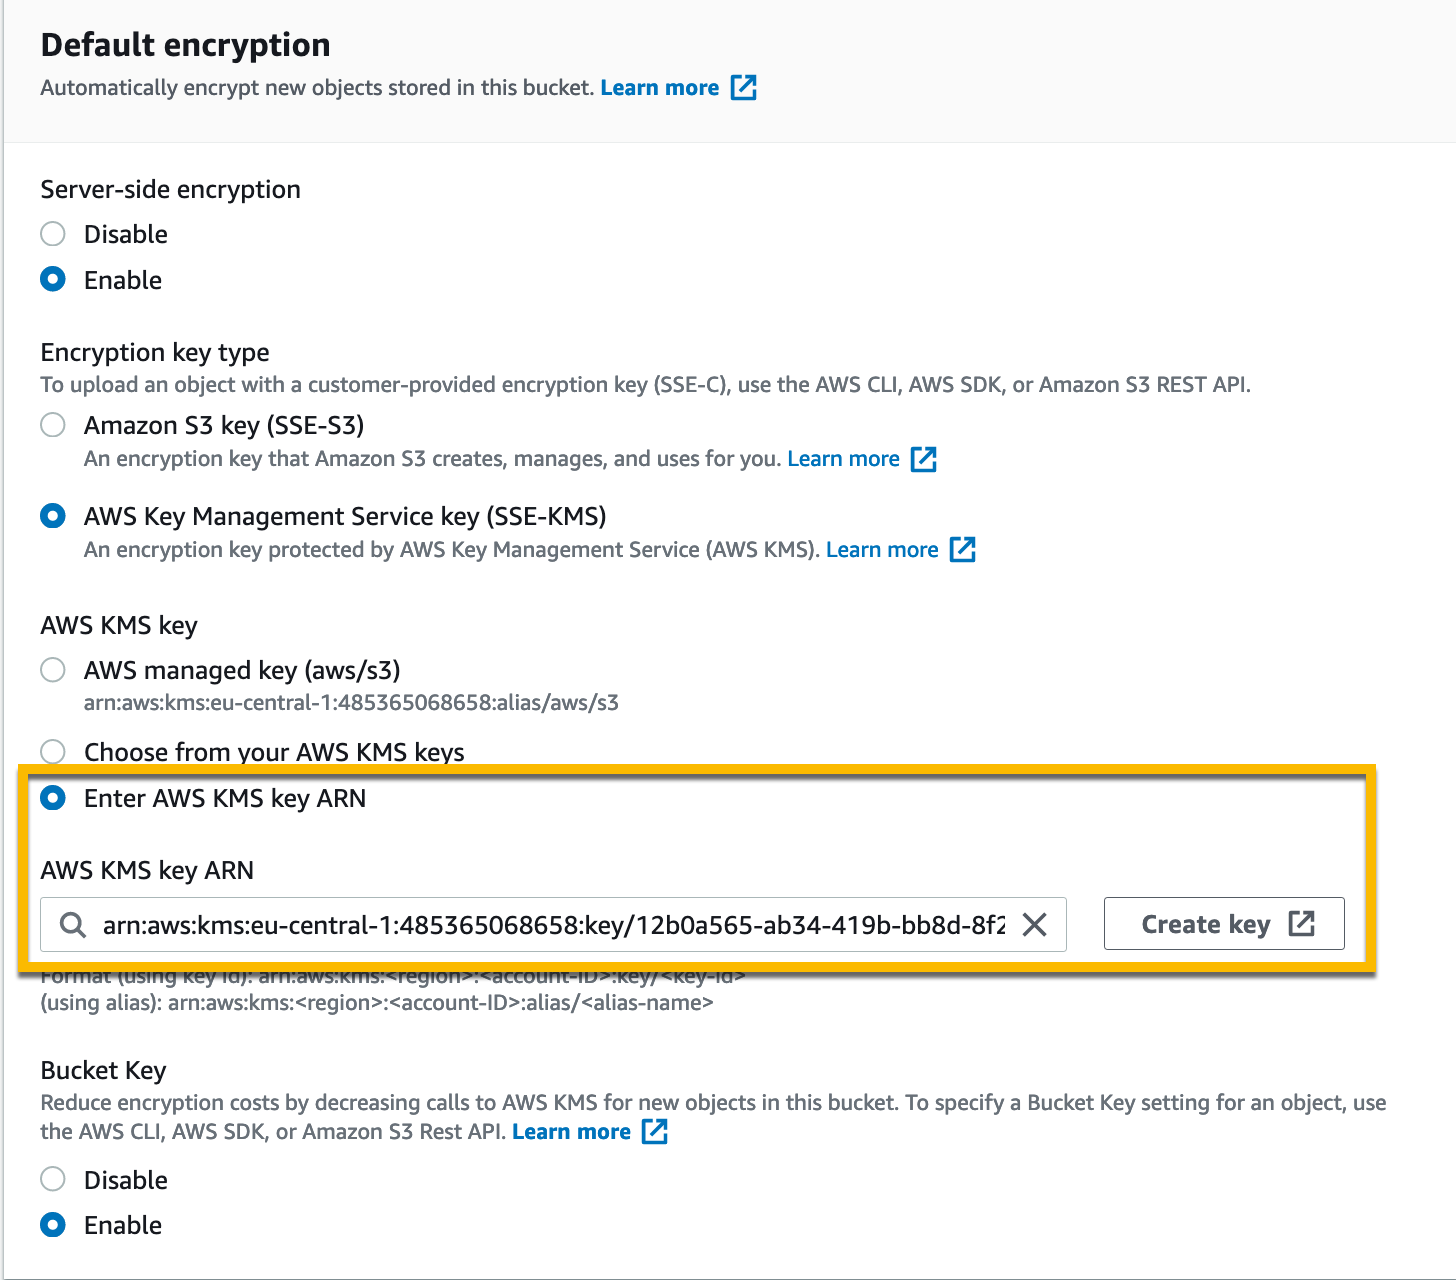 Default encryption
Automatically encrypt new objects stored in this bucket. Learn more
Server-side encryption
Disable
Enable
Encryption key type
To upload an object with a customer-provided encryption key (SSE-C), use the AWS CLI, AWS SDK, or Amazon S3 REST API.
Amazon S3 key (SSE-S3)
An encryption key that Amazon S3 creates, manages, and uses for you. Learn more
AWS Key Management Service key (SSE-KMS)
An encryption key protected by AWS Key Management Service (AWS KMS). Learn more
AWS KMS key
AWS managed key (aws/s3)
arn:aws:kms:eu-central-1:485365068658:alias/aws/s3
Choose from your AWS KMS keys
Enter AWS KMS key ARN
AWS KMS key ARN
arn:aws:kms:eu-central-1:485365068658:key/12b0a565-ab34-419b-bb8d-8f2
Create key
Format (using key id): arn:aws:kms:<region>:<account-ID>:key/<key-id>
(using alias): arn:aws:kms:<region>:<account-ID>:alias/<alias-name>
Bucket Key
Reduce encryption costs by decreasing calls to AWS KMS for new objects in this bucket. To specify a Bucket Key setting for an object, use
the AWS CLI, AWS SDK, or Amazon S3 Rest API. Learn more
Disable
Enable